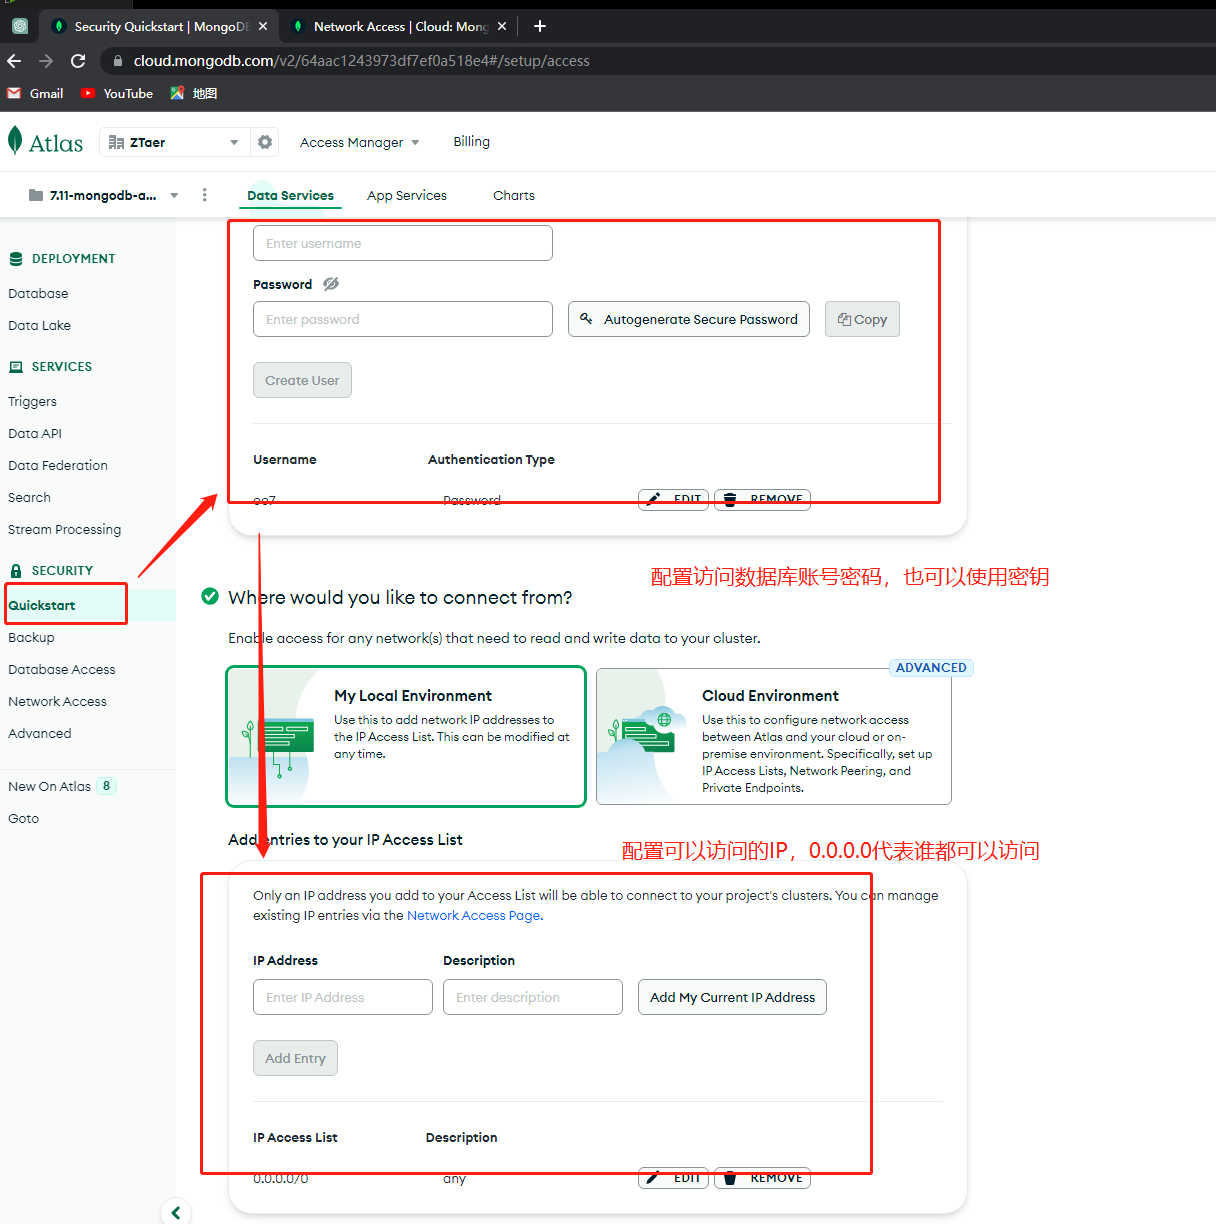 Security Quickstart | MongoDB
Network Access | Cloud: Mong
cloud.mongodb.com/v2/64aac1243973df7ef0a518e4#/setup/access
Gmail
YouTube
地图
Atlas
ZTaer
Access Manager
Billing
7.11-mongodb-a...
Data Services
App Services
Charts
DEPLOYMENT
Database
Data Lake
SERVICES
Triggers
Data API
Data Federation
Search
Stream Processing
SECURITY
Quickstart
Backup
Database Access
Network Access
Advanced
New On Atlas 8
Goto
Enter username
Password
Enter password
Autogenerate Secure Password
Copy
Create User
Username
Authentication Type
oo7
Password
EDIT
REMOVE
配置访问数据库账号密码，也可以使用密钥
Where would you like to connect from?
Enable access for any network(s) that need to read and write data to your cluster.
My Local Environment
Use this to add network IP addresses to
the IP Access List. This can be modified at
any time.
ADVANCED
Cloud Environment
Use this to configure network access
between Atlas and your cloud or on-
premise environment. Specifically, set up
IP Access Lists, Network Peering, and
Private Endpoints.
Add entries to your IP Access List
配置可以访问的IP，0.0.0.0代表谁都可以访问
Only an IP address you add to your Access List will be able to connect to your project's clusters. You can manage
existing IP entries via the Network Access Page.
IP Address
Description
Enter IP Address
Enter description
Add My Current IP Address
Add Entry
IP Access List
Description
0.0.0.0/0
any
EDIT
REMOVE